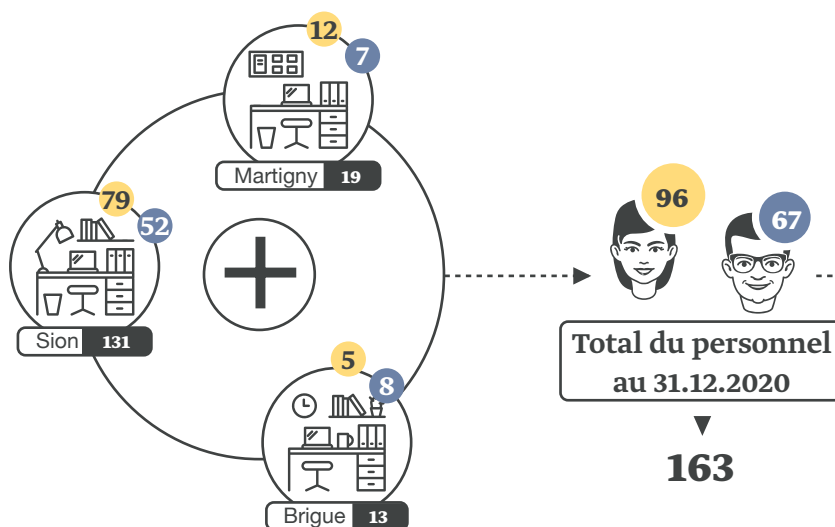 12
7
Martigny 19
79
52
Sion 131
5
8
Brigue 13
96
67
Total du personnel
au 31.12.2020
163